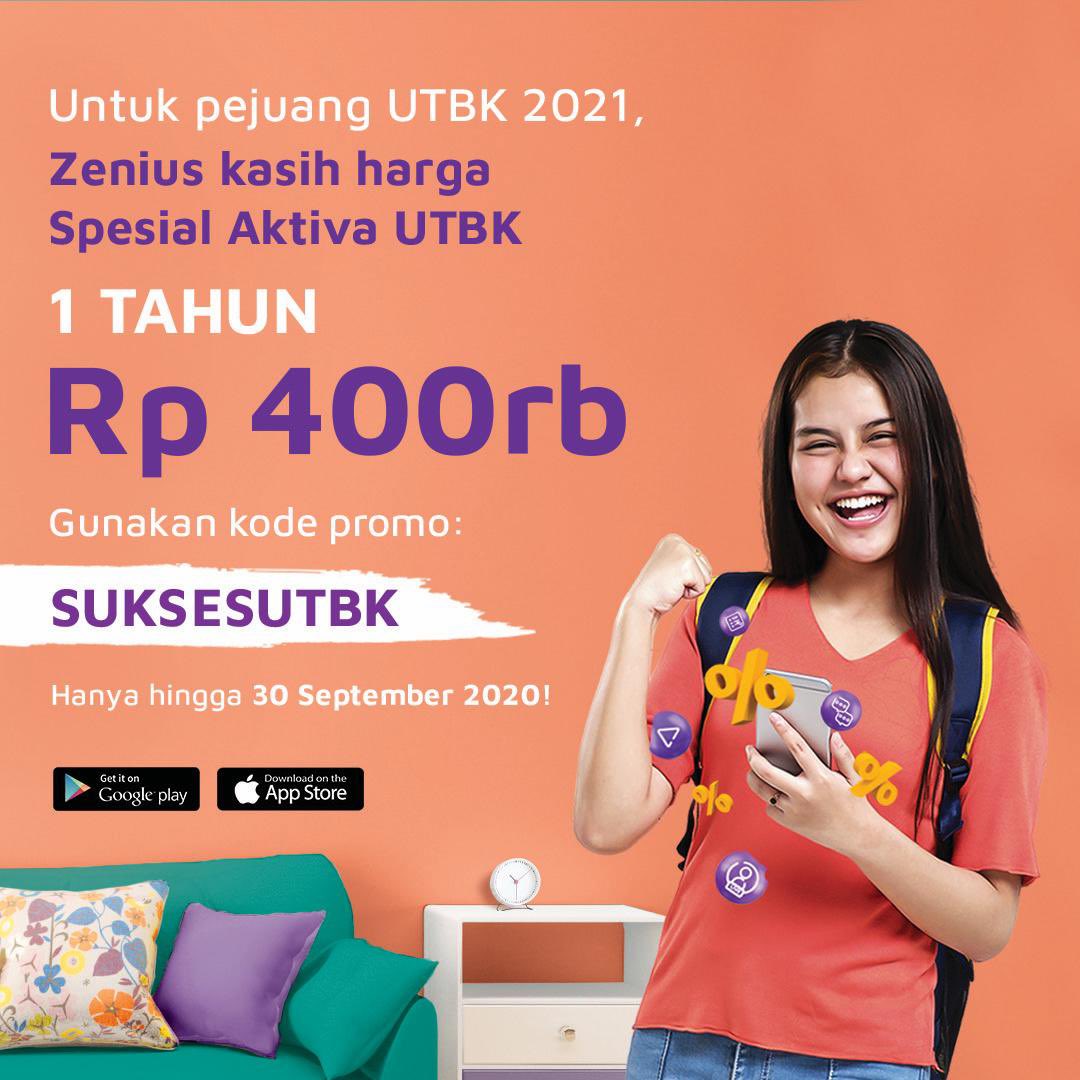 Untuk pejuang UTBK 2021,
Zenius kasih harga
Spesial Aktiva UTBK
1 TAHUN
Rp 400rb
Gunakan kode promo:
SUKSESUTBK
Hanya hingga 30 September 2020!
Get it on
Google play
Download on the
App Store
%
%
%